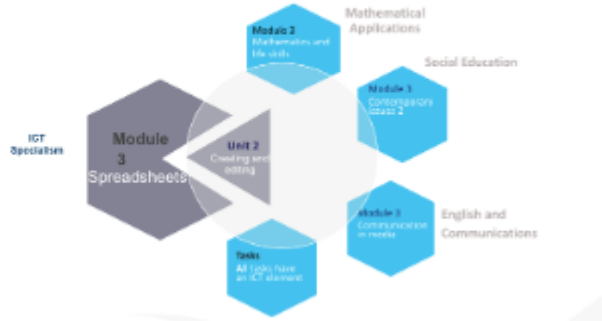 Mathematical
Applications
Module 3
Mathematics and
life skills
Social Education
Module 3
Contemporary
issues 2
ICT
Specialism
Module
3
Spreadsheets
Unit 2
Creating and
editing
Module 3
Communication
in media
English and
Communications
Tasks
All tasks have
an ICT element